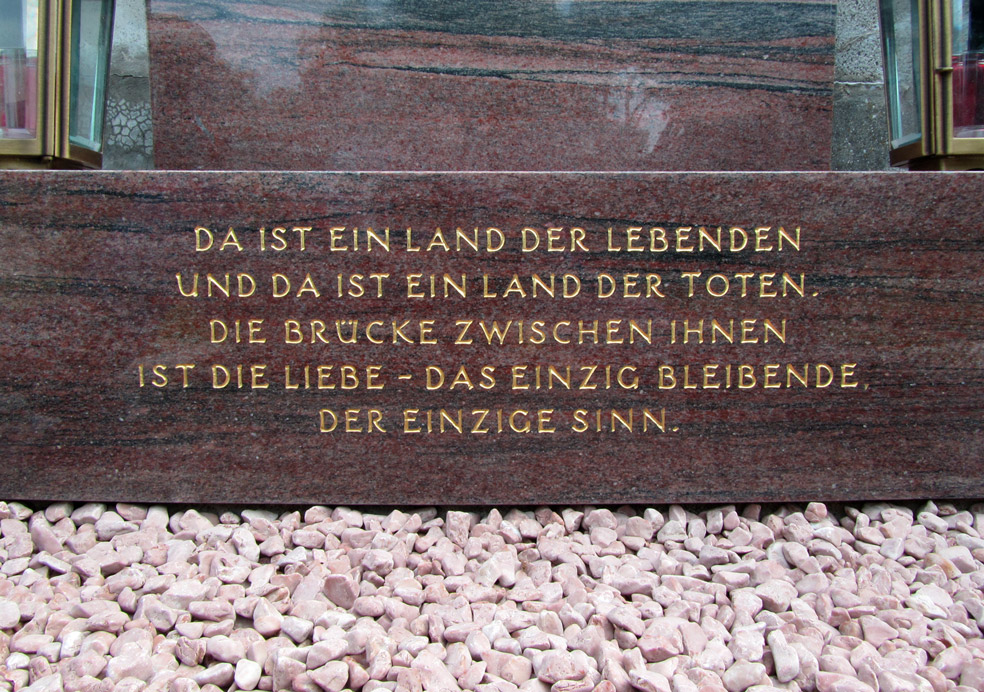 DA IST EIN LAND DER LEBENDEN
UND DA IST EIN LAND DER TOTEN.
DIE BRÜCKE ZWISCHEN IHNEN
IST DIE LIEBE - DAS EINZIG BLEIBENDE,
DER EINZIGE SINN.